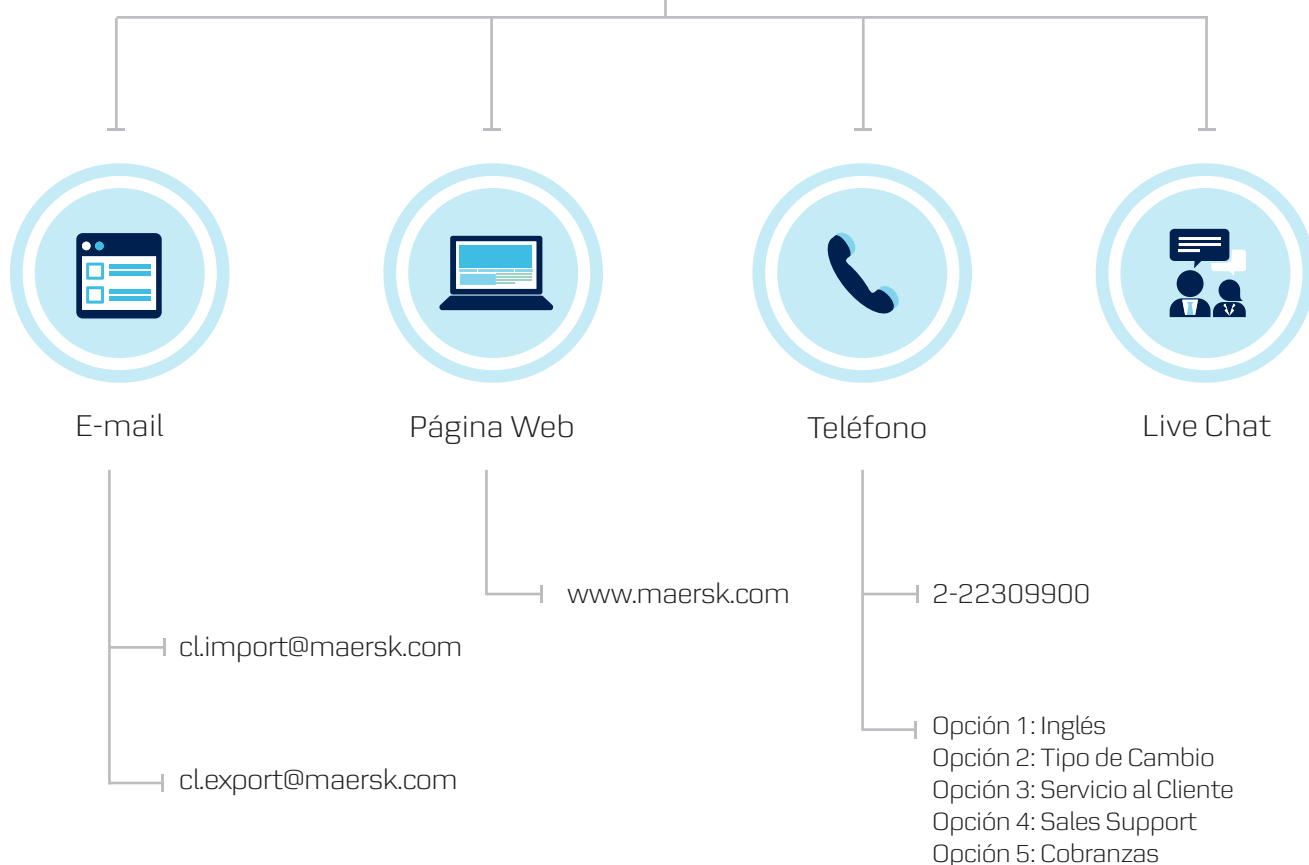 E-mail
Página Web
Teléfono
Live Chat
www.maersk.com
2-22309900
cl.import@maersk.com
cl.export@maersk.com
Opción 1: Inglés
Opción 2: Tipo de Cambio
Opción 3: Servicio al Cliente
Opción 4: Sales Support
Opción 5: Cobranzas